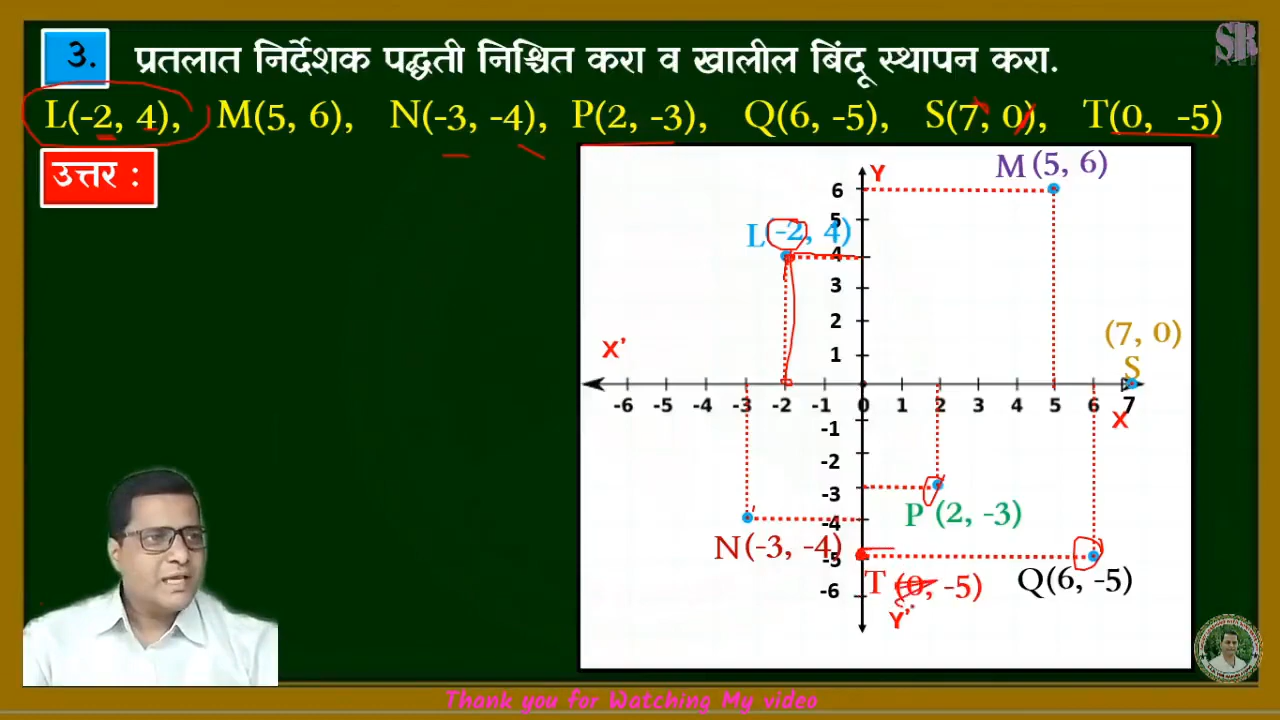 ३. प्रतलात निर्देशक पद्धती निश्चित करा व खालील बिंदू स्थापन करा.
L(-2, 4), M(5, 6), N(-3, -4), P(2, -3), Q(6, -5), S(7, 0), T(0, -5)
उत्तर :
Y
M (5, 6)
6
5
L(-2, 4)
4
3
2
1
(7, 0)
S
X'
-6 -5 -4 -3 -2 -1 0 1 2 3 4 5 6 7
X
-1
-2
-3
P (2, -3)
-4
N(-3, -4)
-5
T (0, -5)
Q(6, -5)
-6
Y'
SR
Thank you for Watching My video